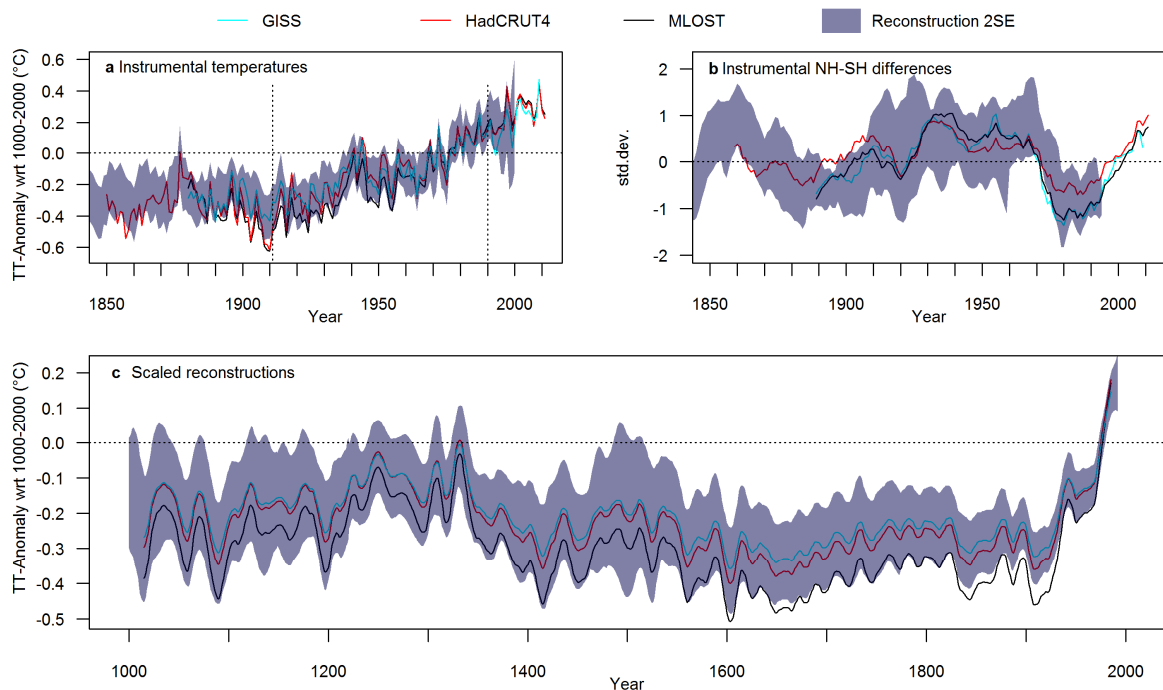 GISS HadCRUT4 MLOST Reconstruction 2SE
TT-Anomaly wrt 1000-2000 (°C)
a Instrumental temperatures
0.6
0.4
0.2
0.0
-0.2
-0.4
-0.6
1850 1900 1950 2000
Year
std.dev.
b Instrumental NH-SH differences
2
1
0
-1
-2
1850 1900 1950 2000
Year
TT-Anomaly wrt 1000-2000 (°C)
c Scaled reconstructions
0.2
0.1
0.0
-0.1
-0.2
-0.3
-0.4
-0.5
1000 1200 1400 1600 1800 2000
Year